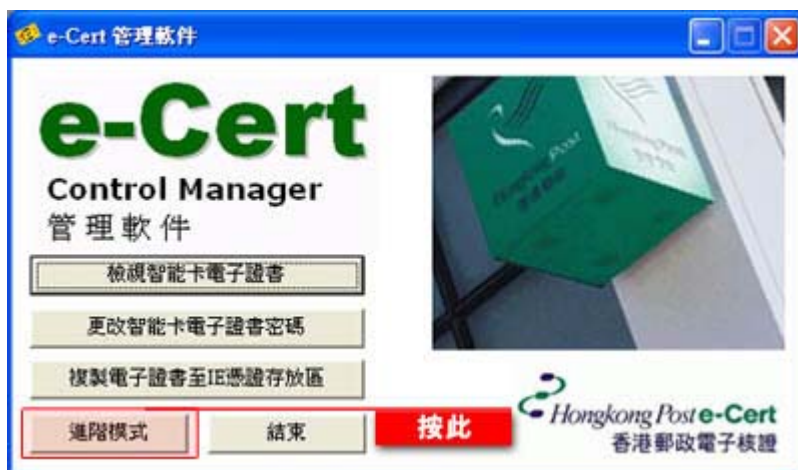 e-Cert 管理軟件
e-Cert
Control Manager
管理軟件
檢視智能卡電子證書
更改智能卡電子證書密碼
複製電子證書至IE憑證存放區
進階模式
結束
按此
Hongkong Post e-Cert
香港郵政電子核證
Hongkong Post